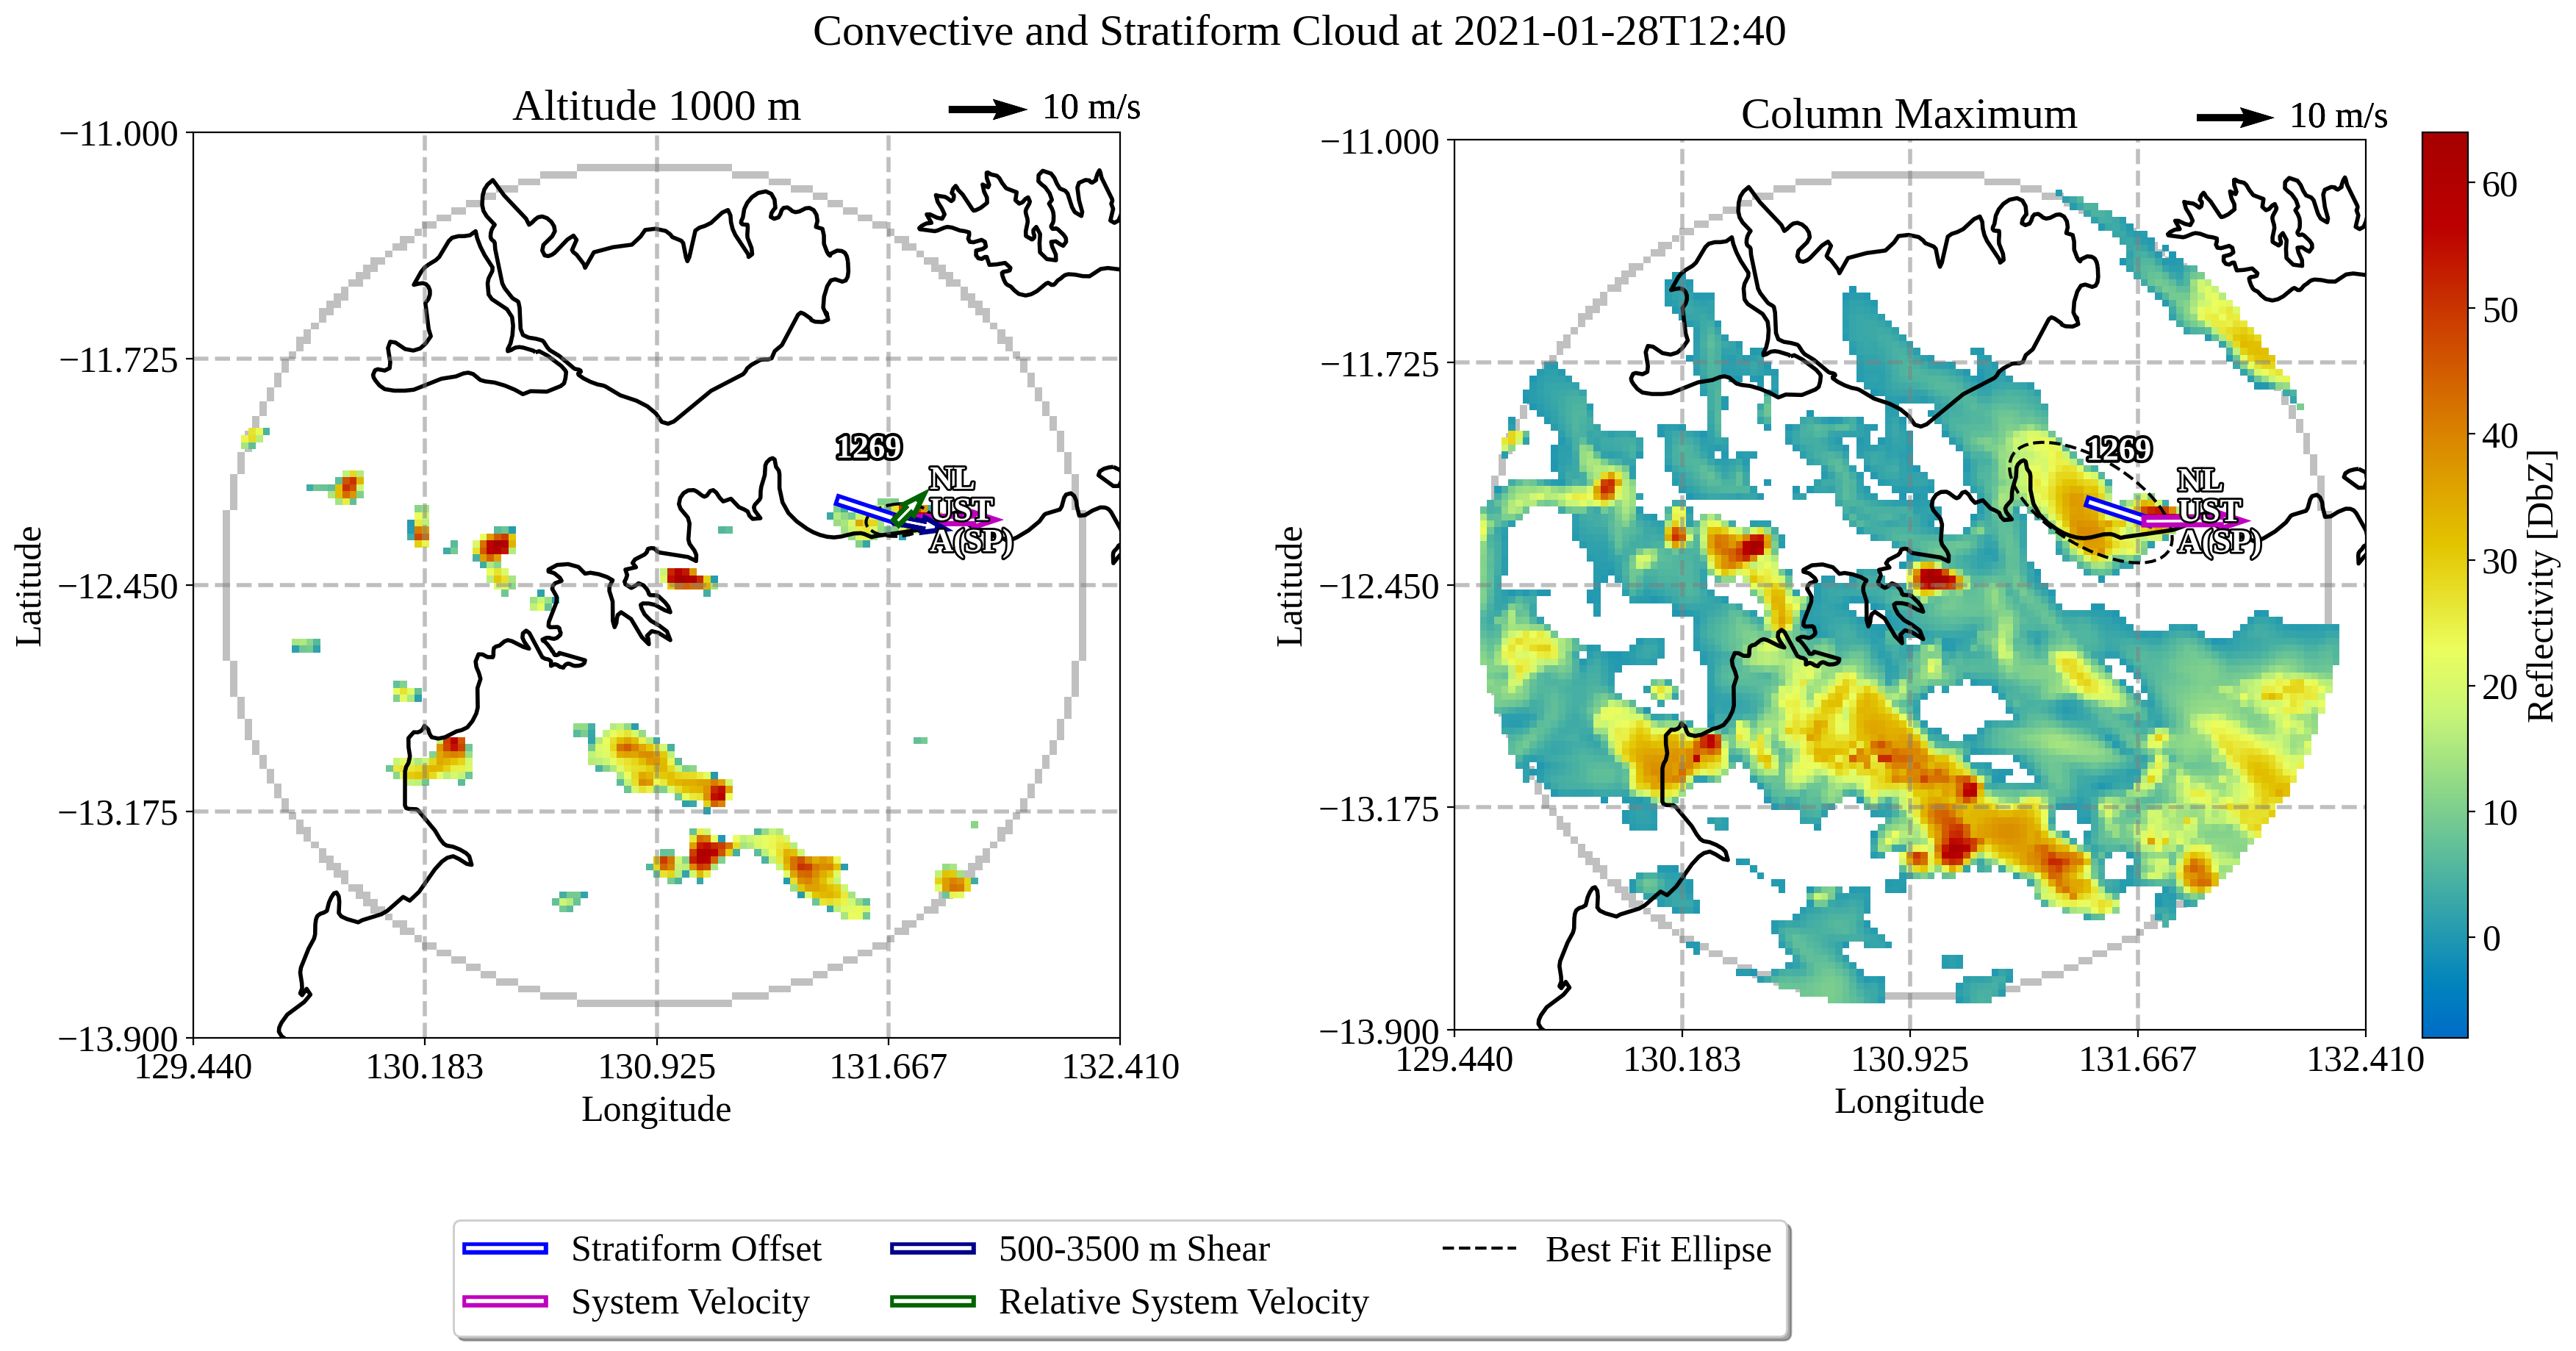 Convective and Stratiform Cloud at 2021-01-28T12:40
Altitude 1000 m
10 m/s
−11.000
−11.725
−12.450
−13.175
−13.900
Latitude
129.440
130.183
130.925
131.667
132.410
Longitude
1269
NL
UST
A(SP)
Column Maximum
10 m/s
−11.000
−11.725
−12.450
−13.175
−13.900
Latitude
129.440
130.183
130.925
131.667
132.410
Longitude
1269
NL
UST
A(SP)
60
50
40
30
20
10
0
Reflectivity [DbZ]
Stratiform Offset
System Velocity
500-3500 m Shear
Relative System Velocity
Best Fit Ellipse